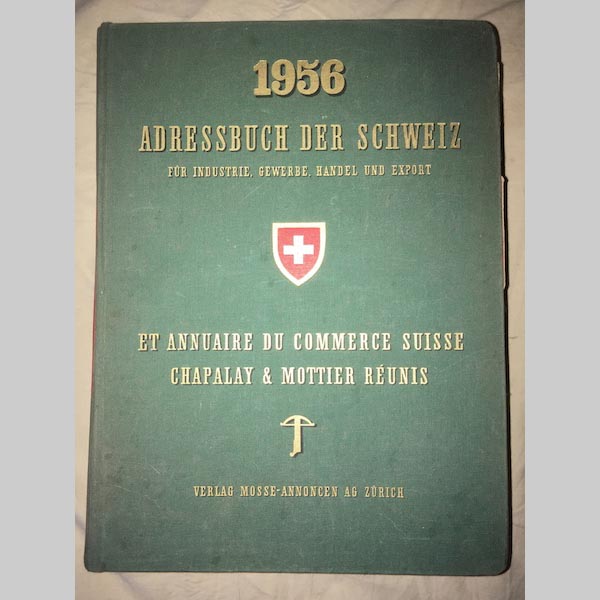 1956
ADRESSBUCH DER SCHWEIZ
FÜR INDUSTRIE, GEWERBE, HANDEL UND EXPORT
ET ANNUAIRE DU COMMERCE SUISSE
CHAPALAY & MOTTIER RÉUNIS
VERLAG MOSSE-ANNONCEN AG ZÜRICH